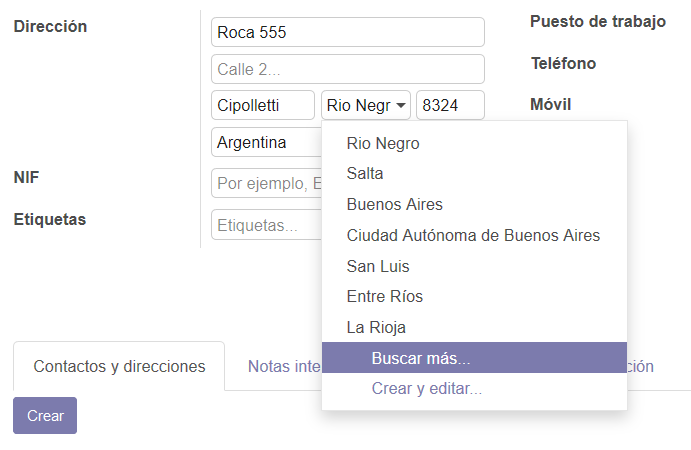 Dirección
Roca 555
Puesto de trabajo
Calle 2...
Teléfono
Cipolletti
Rio Negr
8324
Móvil
Argentina
Rio Negro
Salta
Buenos Aires
Ciudad Autónoma de Buenos Aires
San Luis
Entre Ríos
La Rioja
Buscar más...
Crear y editar...
NIF
Por ejemplo,
Etiquetas
Etiquetas...
Contactos y direcciones
Notas inte
ción
Crear